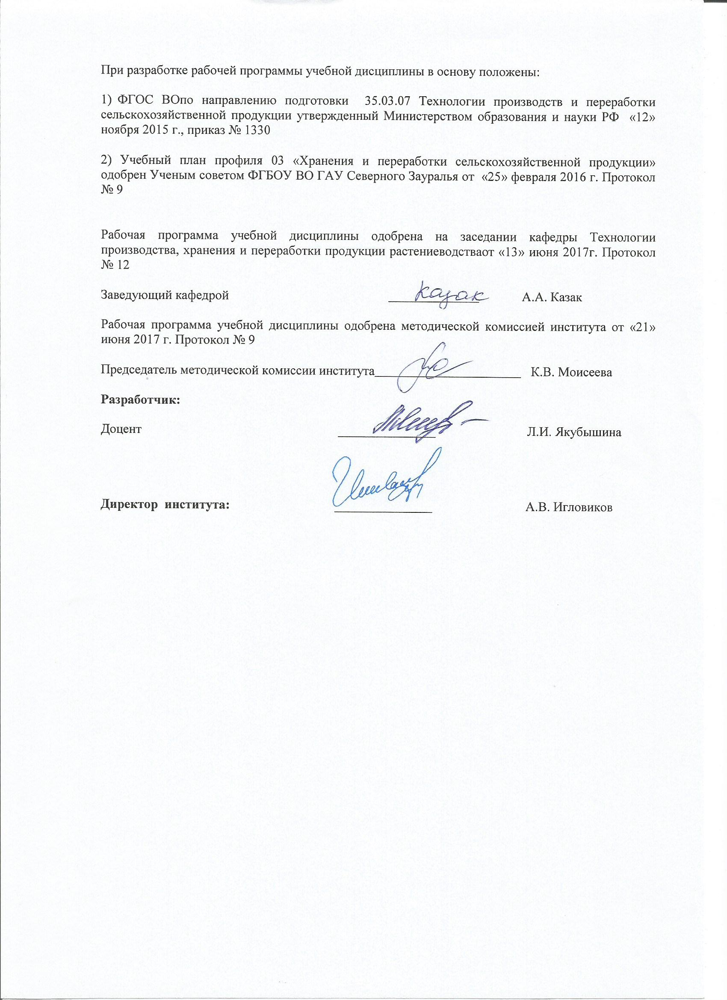 При разработке рабочей программы учебной дисциплины в основу положены:
1) ФГОС ВОпо направлению подготовки 35.03.07 Технологии производств и переработки
сельскохозяйственной продукции утвержденный Министерством образования и науки РФ «12»
ноября 2015 г., приказ № 1330
2) Учебный план профиля 03 «Хранения и переработки сельскохозяйственной продукции»
одобрен Ученым советом ФГБОУ ВО ГАУ Северного Зауралья от «25» февраля 2016 г. Протокол
№ 9
Рабочая программа учебной дисциплины одобрена на заседании кафедры Технологии
производства, хранения и переработки продукции растениеводстваот «13» июня 2017г. Протокол
№ 12
Заведующий кафедрой Казак А.А. Казак
Рабочая программа учебной дисциплины одобрена методической комиссией института от «21»
июня 2017 г. Протокол № 9
Председатель методической комиссии института К.В. Моисеева
Разработчик:
Доцент Л.И. Якубышина
Директор института: А.В. Игловиков